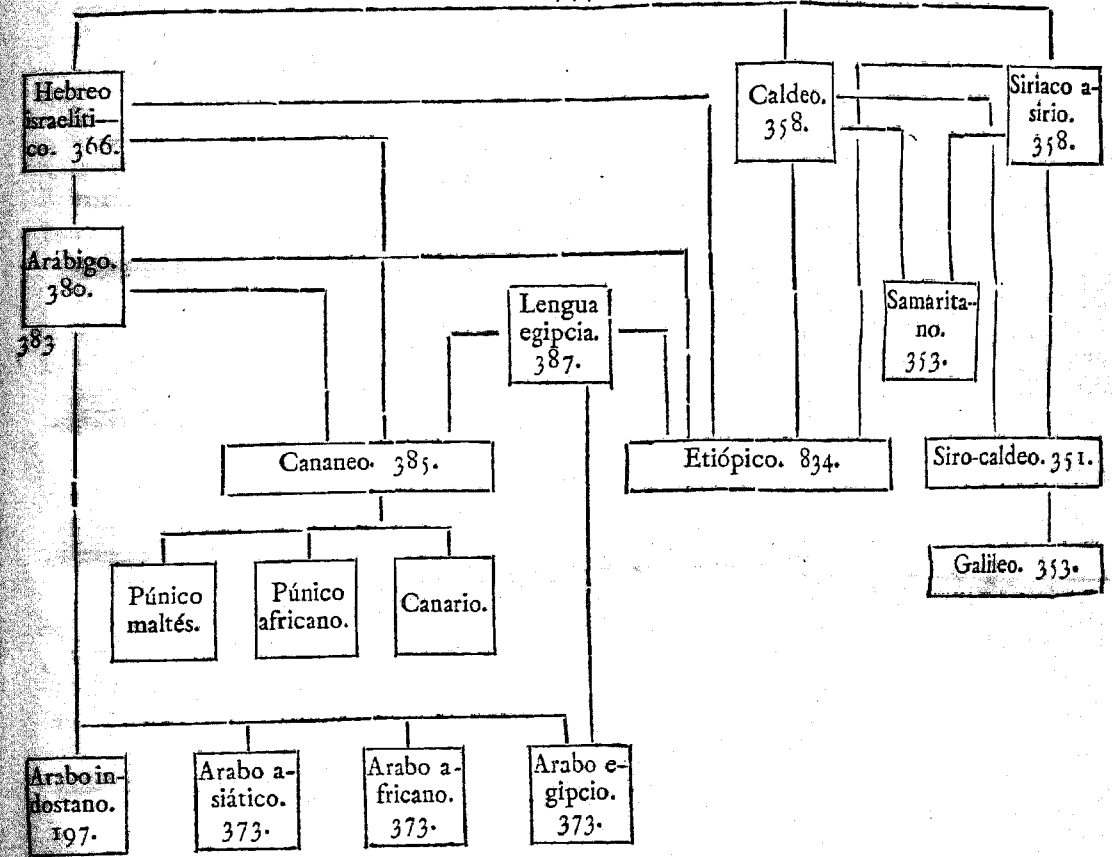 Hebreo
israelíti—
co. 366.
Caldeo.
358.
Siriaco a-
sirio.
358.
Arábigo.
380.
383
Lengua
egipcia.
387.
Samarita-
no.
353.
Cananeo. 385.
Etiópico. 834.
Siro-caldeo. 351.
Galileo. 353.
Púnico
maltés.
Púnico
africano.
Canario.
Arabo in-
dostano.
197.
Arabo a-
siático.
373.
Arabo a-
fricano.
373.
Arabo e-
gipcio.
373.